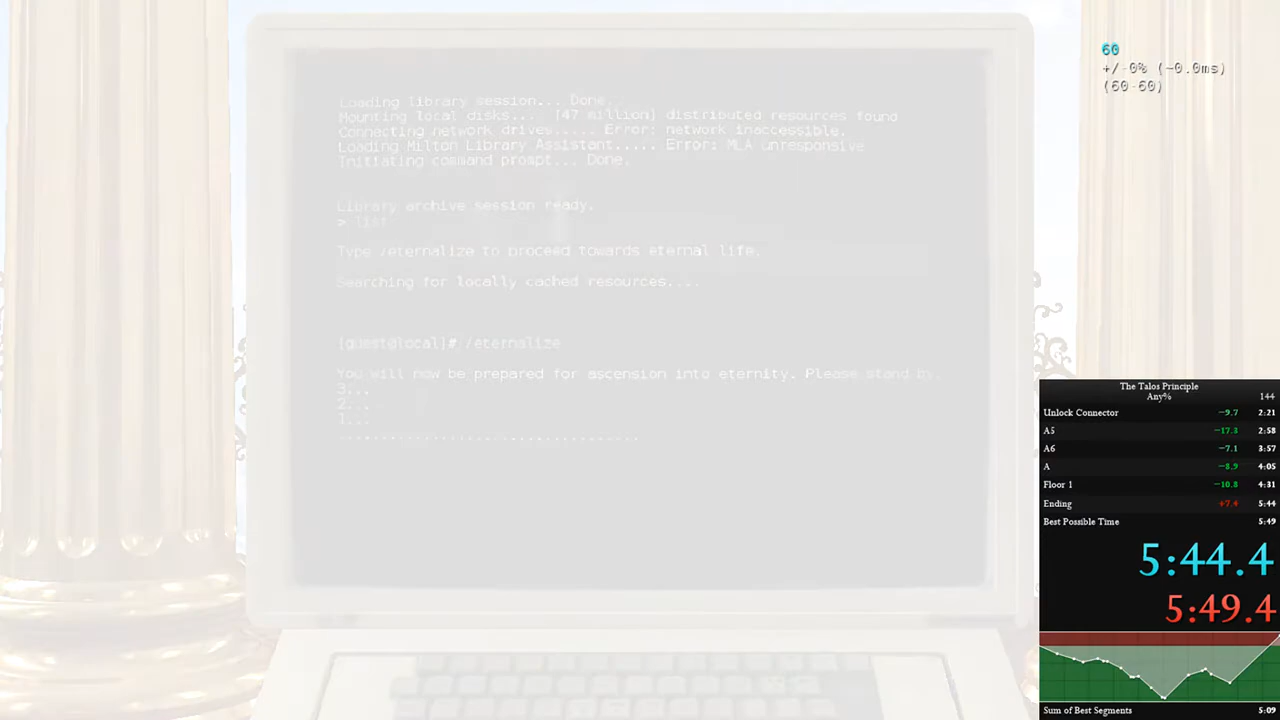 60
+/-0% (~0.0ms)
(60-60)
Loading library session... Done.
Mounting local disks... [47 million] distributed resources found
Connecting network drives..... Error: network inaccessible.
Loading Milton Library Assistant..... Error: MLA unresponsive
Initiating command prompt... Done.
Library archive session ready.
> list
Type /eternalize to proceed towards eternal life.
Searching for locally cached resources....
[guest@local]# /eternalize
You will now be prepared for ascension into eternity. Please stand by.
3...
2...
1...
...................................
The Talos Principle
Any% 144
Unlock Connector -9.7 2:21
A5 -17.3 2:58
A6 -7.1 3:57
A -8.9 4:05
Floor 1 -10.8 4:31
Ending +7.4 5:44
Best Possible Time 5:49
5:44.4
5:49.4
Sum of Best Segments 5:09